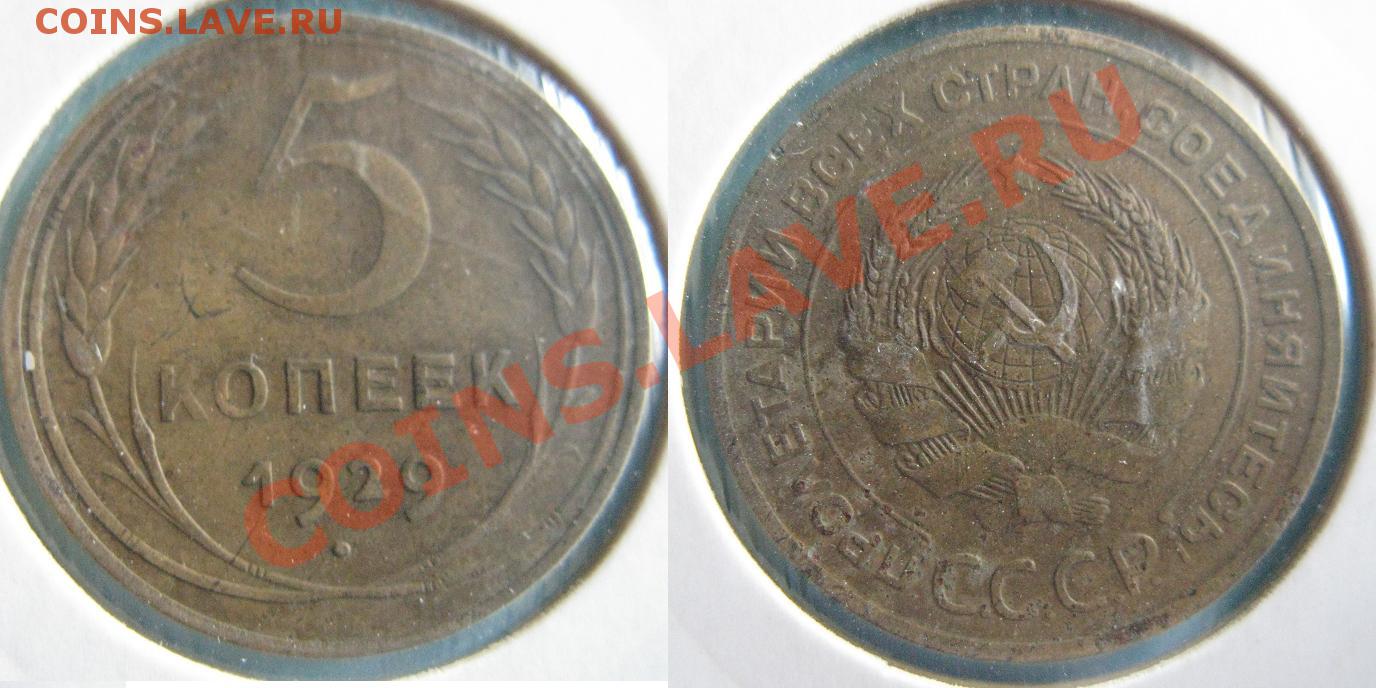 COINS.LAVE.RU
5
КОПЕЕК
1929
ПРОЛЕТАРИИ ВСЕХ СТРАН, СОЕДИНЯЙТЕСЬ!
СССР
COINS.LAVE.RU